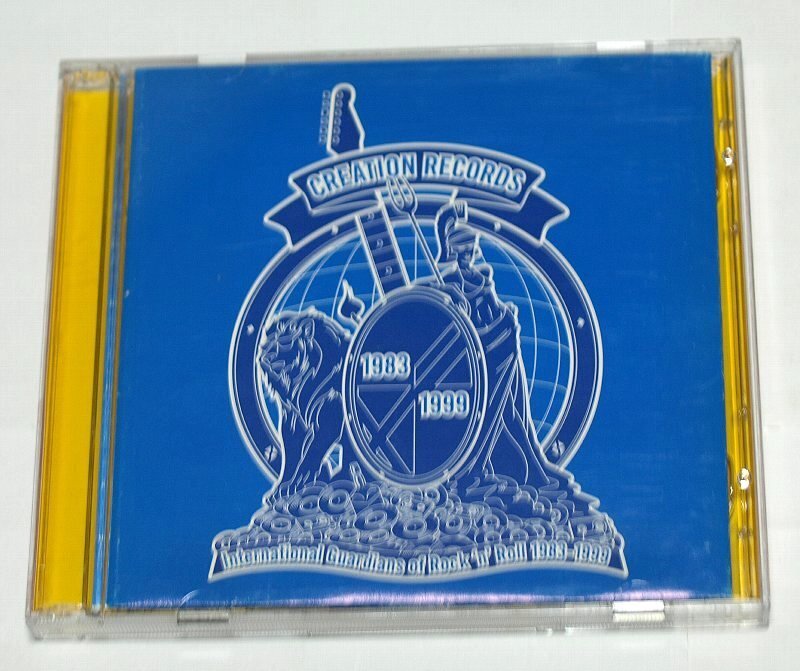 CREATION RECORDS
1983
1999
International Guardians of Rock 'n' Roll 1983-1999